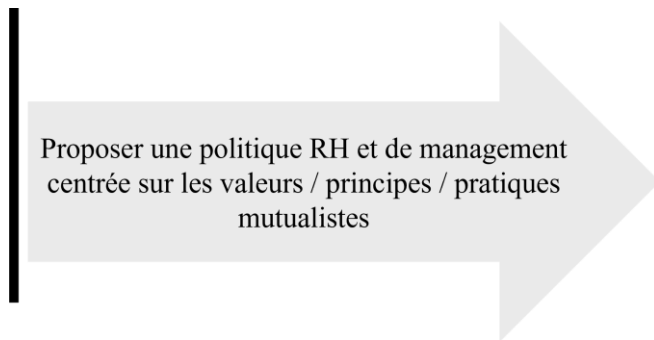 Proposer une politique RH et de management
centrée sur les valeurs / principes / pratiques
mutualistes